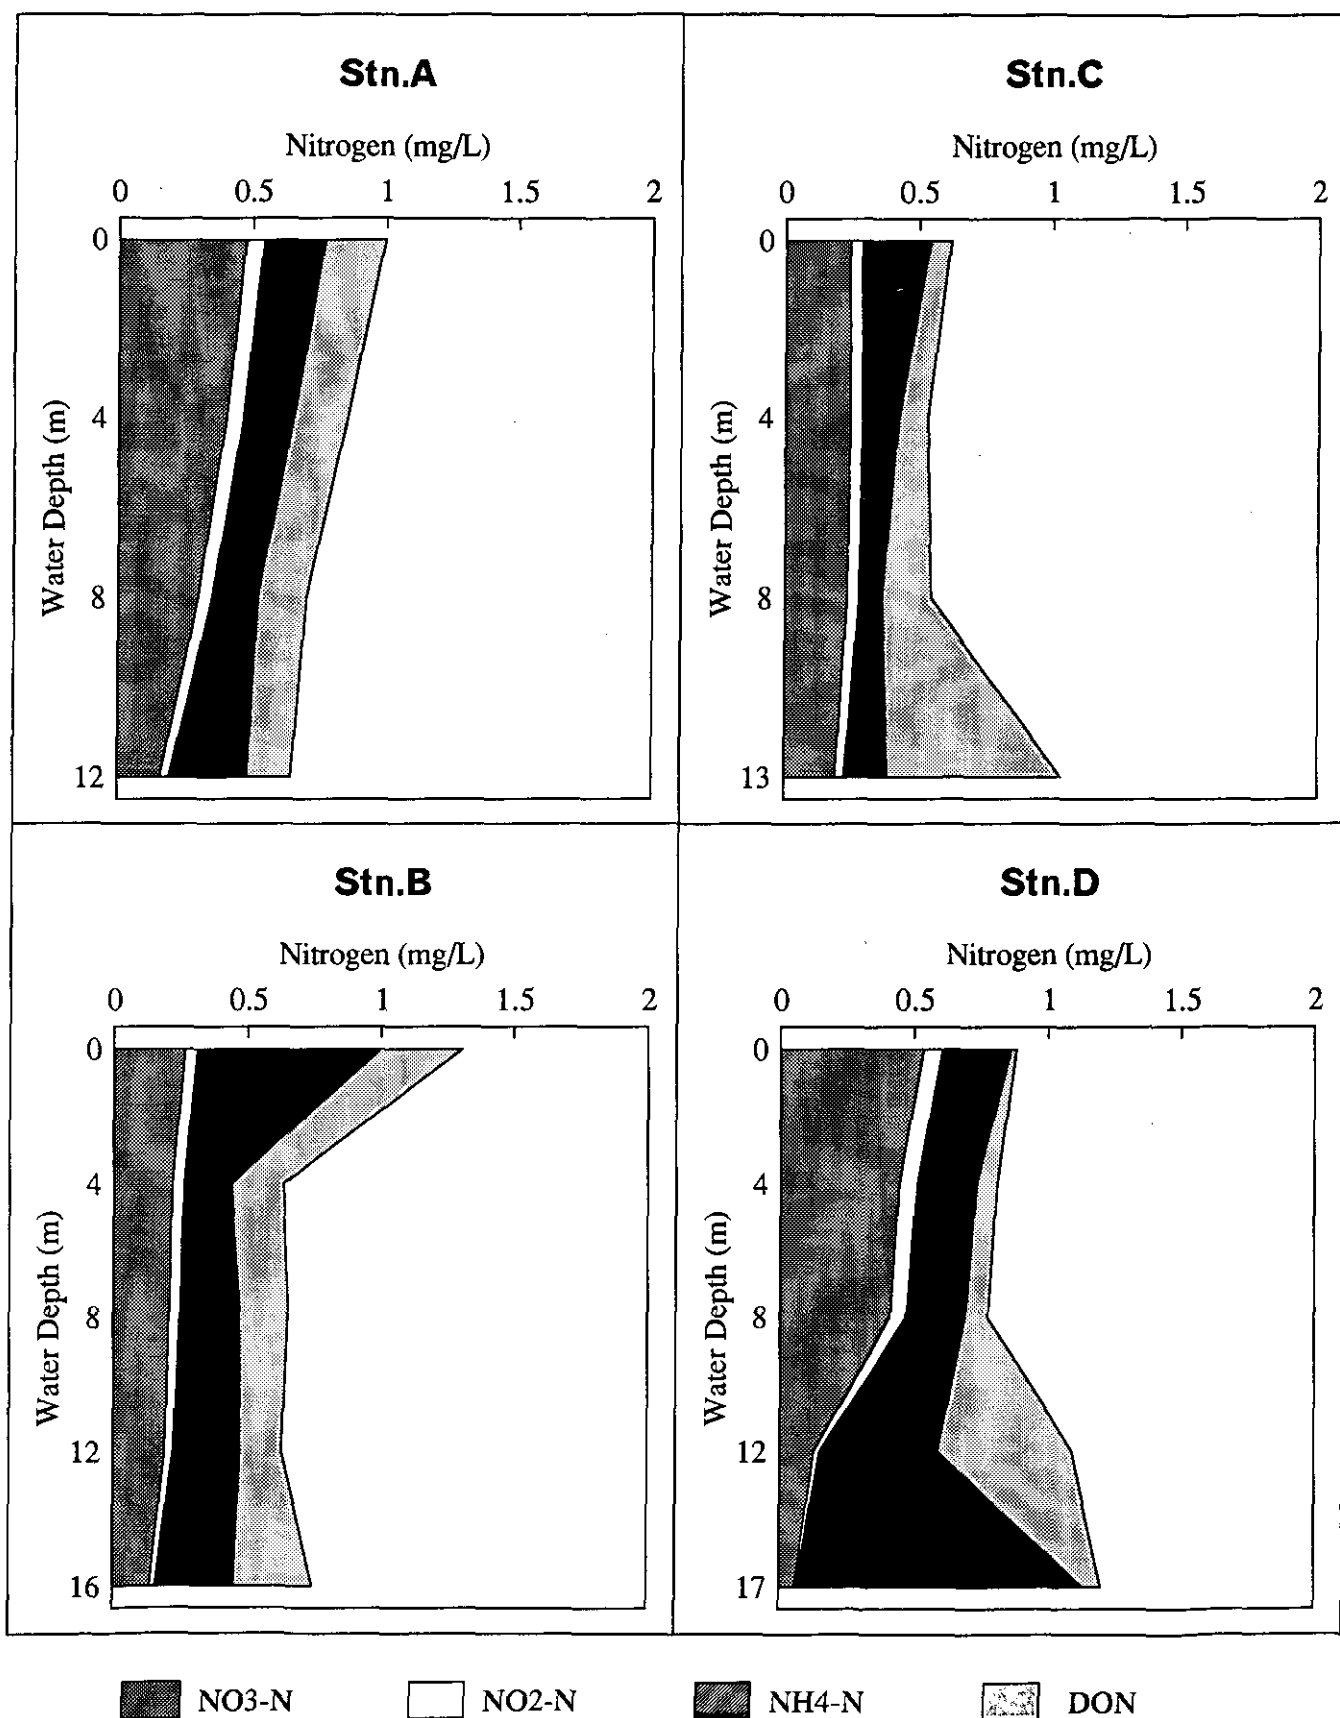 Stn.A
Nitrogen (mg/L)
0 0.5 1 1.5 2
Water Depth (m)
0
4
8
12
Stn.C
Nitrogen (mg/L)
0 0.5 1 1.5 2
Water Depth (m)
0
4
8
13
Stn.B
Nitrogen (mg/L)
0 0.5 1 1.5 2
Water Depth (m)
0
4
8
12
16
Stn.D
Nitrogen (mg/L)
0 0.5 1 1.5 2
Water Depth (m)
0
4
8
12
17
NO3-N NO2-N NH4-N DON